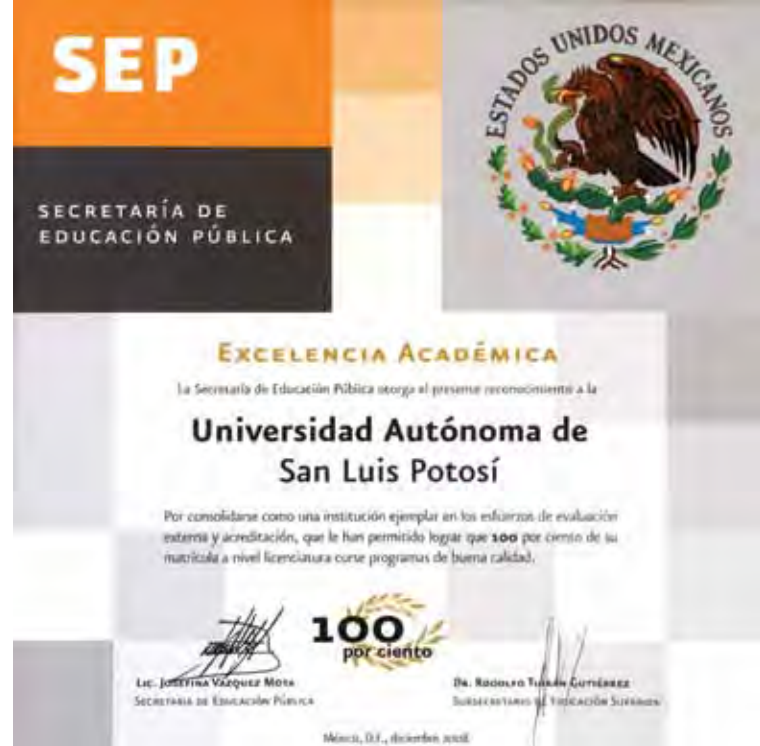 SEP
ESTADOS UNIDOS MEXICANOS
SECRETARÍA DE
EDUCACIÓN PÚBLICA
EXCELENCIA ACADÉMICA
La Secretaría de Educación Pública otorga el presente reconocimiento a la
Universidad Autónoma de
San Luis Potosí
Por consolidarse como una institución ejemplar en los esfuerzos de evaluación
externa y acreditación, que le han permitido lograr que 100 por ciento de su
matrícula a nivel licenciatura curse programas de buena calidad.
100
por ciento
LIC. JOSEFINA VÁZQUEZ MOTA
SECRETARIA DE EDUCACIÓN PÚBLICA
DR. RODOLFO TUIRÁN GUTIÉRREZ
SUBSECRETARIO DE EDUCACIÓN SUPERIOR
México, D.F., diciembre 2008